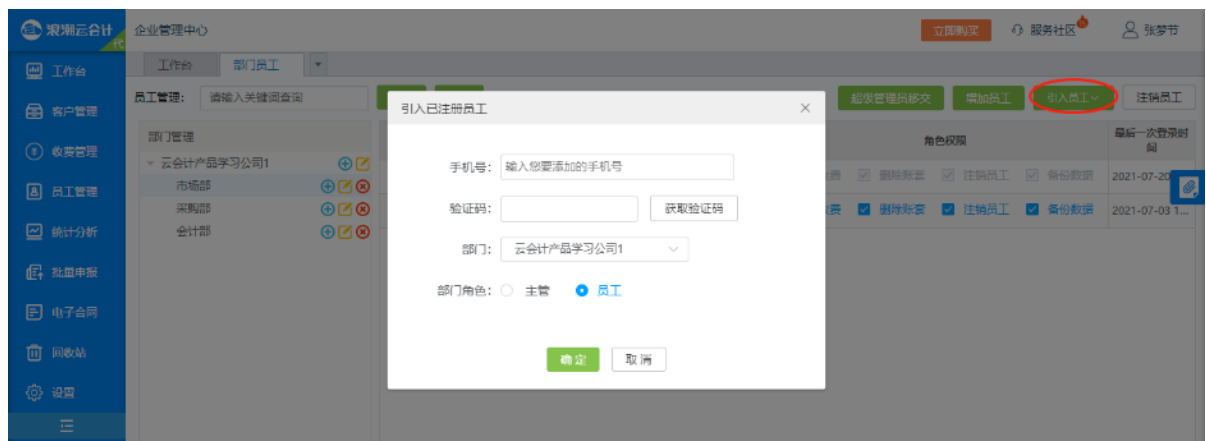 浪潮云会计
代
企业管理中心
立即购买
服务社区
张梦节
工作台
客户管理
收费管理
员工管理
统计分析
批量申报
电子合同
回收站
设置
工作台 部门员工
员工管理: 请输入关键词查询
超级管理员移交 增加员工 引入员工 注销员工
部门管理
云会计产品学习公司1
市场部
采购部
会计部
角色权限
最后一次登录时间
删除账套 注销员工 备份数据 2021-07-20
删除账套 注销员工 备份数据 2021-07-03 1...
引入已注册员工
手机号: 输入您要添加的手机号
验证码: 获取验证码
部门: 云会计产品学习公司1
部门角色: 主管 员工
确定 取消